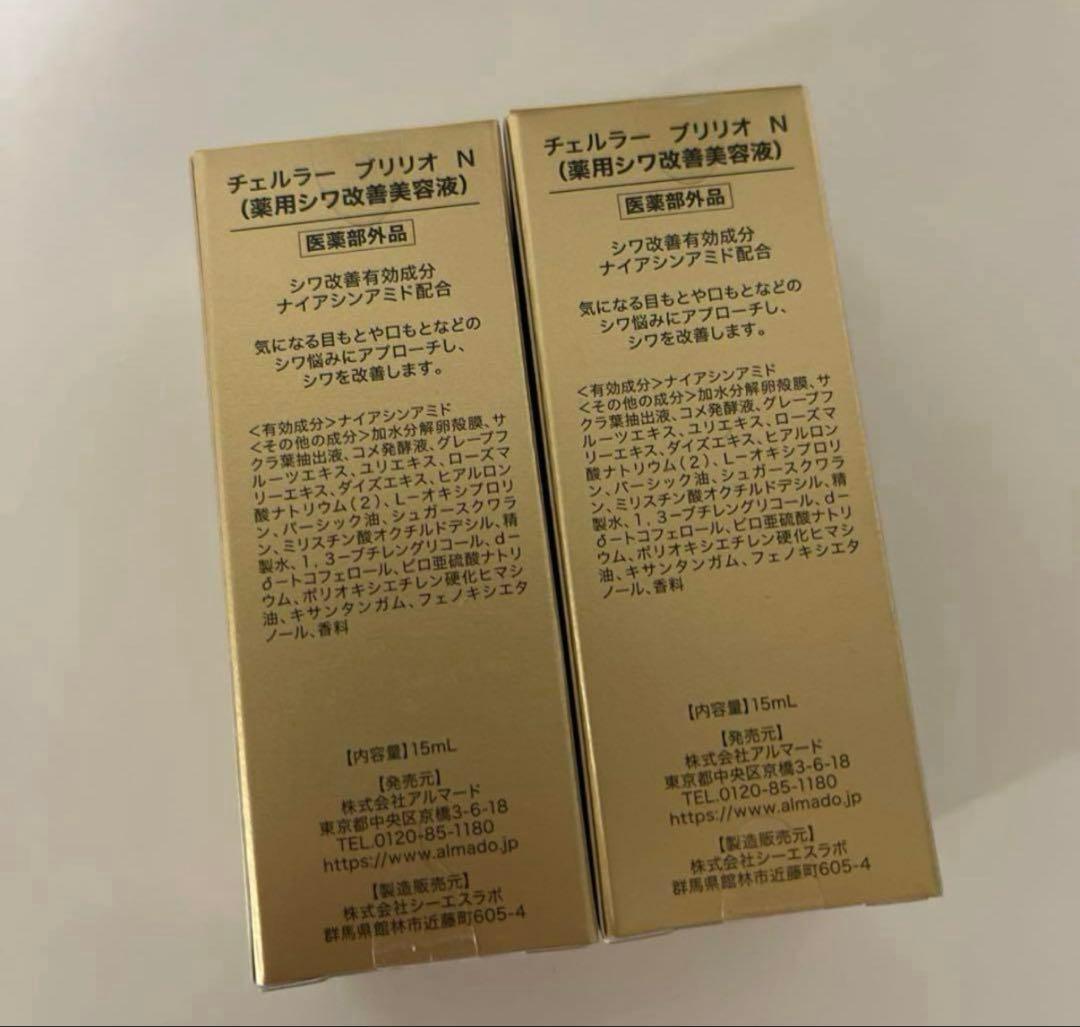 チェルラー ブリリオ N
(薬用シワ改善美容液)
医薬部外品
シワ改善有効成分
ナイアシンアミド配合
気になる目もとや口もとなどの
シワ悩みにアプローチし、
シワを改善します。
<有効成分>ナイアシンアミド
<その他の成分>加水分解卵殻膜、サ
クラ葉抽出液、コメ発酵液、グレープフ
ルーツエキス、ユリエキス、ローズマ
リーエキス、ダイズエキス、ヒアルロン
酸ナトリウム(2)、L-オキシプロリ
ン、パーシック油、シュガースクワラ
ン、ミリスチン酸オクチルドデシル、精
製水、1,3-ブチレングリコール、d-
δ-トコフェロール、ピロ亜硫酸ナトリ
ウム、ポリオキシエチレン硬化ヒマシ
油、キサンタンガム、フェノキシエタ
ノール、香料
【内容量】15mL
【発売元】
株式会社アルマード
東京都中央区京橋3-6-18
TEL.0120-85-1180
https://www.almado.jp
【製造販売元】
株式会社シーエスラボ
群馬県館林市近藤町605-4
チェルラー ブリリオ N
(薬用シワ改善美容液)
医薬部外品
シワ改善有効成分
ナイアシンアミド配合
気になる目もとや口もとなどの
シワ悩みにアプローチし、
シワを改善します。
<有効成分>ナイアシンアミド
<その他の成分>加水分解卵殻膜、サ
クラ葉抽出液、コメ発酵液、グレープフ
ルーツエキス、ユリエキス、ローズマ
リーエキス、ダイズエキス、ヒアルロン
酸ナトリウム(2)、L-オキシプロリ
ン、パーシック油、シュガースクワラ
ン、ミリスチン酸オクチルドデシル、精
製水、1,3-ブチレングリコール、d-
δ-トコフェロール、ピロ亜硫酸ナトリ
ウム、ポリオキシエチレン硬化ヒマシ
油、キサンタンガム、フェノキシエタ
ノール、香料
【内容量】15mL
【発売元】
株式会社アルマード
東京都中央区京橋3-6-18
TEL.0120-85-1180
https://www.almado.jp
【製造販売元】
株式会社シーエスラボ
群馬県館林市近藤町605-4